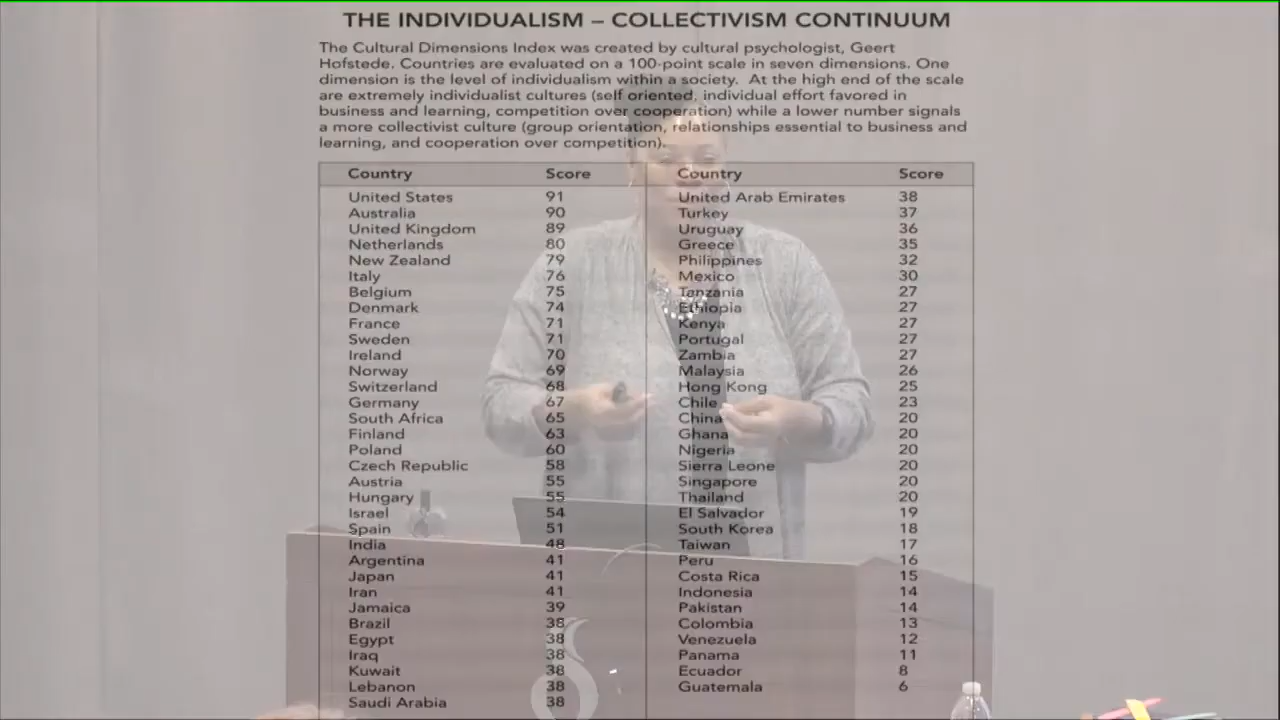 THE INDIVIDUALISM – COLLECTIVISM CONTINUUM
The Cultural Dimensions Index was created by cultural psychologist, Geert
Hofstede. Countries are evaluated on a 100-point scale in seven dimensions. One
dimension is the level of individualism within a society. At the high end of the scale
are extremely individualist cultures (self oriented, individual effort favored in
business and learning, competition over cooperation) while a lower number signals
a more collectivist culture (group orientation, relationships essential to business and
learning, and cooperation over competition).
Country Score
United States 91
Australia 90
United Kingdom 89
Netherlands 80
New Zealand 79
Italy 76
Belgium 75
Denmark 74
France 71
Sweden 71
Ireland 70
Norway 69
Switzerland 68
Germany 67
South Africa 65
Finland 63
Poland 60
Czech Republic 58
Austria 55
Hungary 55
Israel 54
Spain 51
India 48
Argentina 41
Japan 41
Iran 41
Jamaica 39
Brazil 38
Egypt 38
Iraq 38
Kuwait 38
Lebanon 38
Saudi Arabia 38
Country Score
United Arab Emirates 38
Turkey 37
Uruguay 36
Greece 35
Philippines 32
Mexico 30
Tanzania 27
Ethiopia 27
Kenya 27
Portugal 27
Zambia 27
Malaysia 26
Hong Kong 25
Chile 23
China 20
Ghana 20
Nigeria 20
Sierra Leone 20
Singapore 20
Thailand 20
El Salvador 19
South Korea 18
Taiwan 17
Peru 16
Costa Rica 15
Indonesia 14
Pakistan 14
Colombia 13
Venezuela 12
Panama 11
Ecuador 8
Guatemala 6